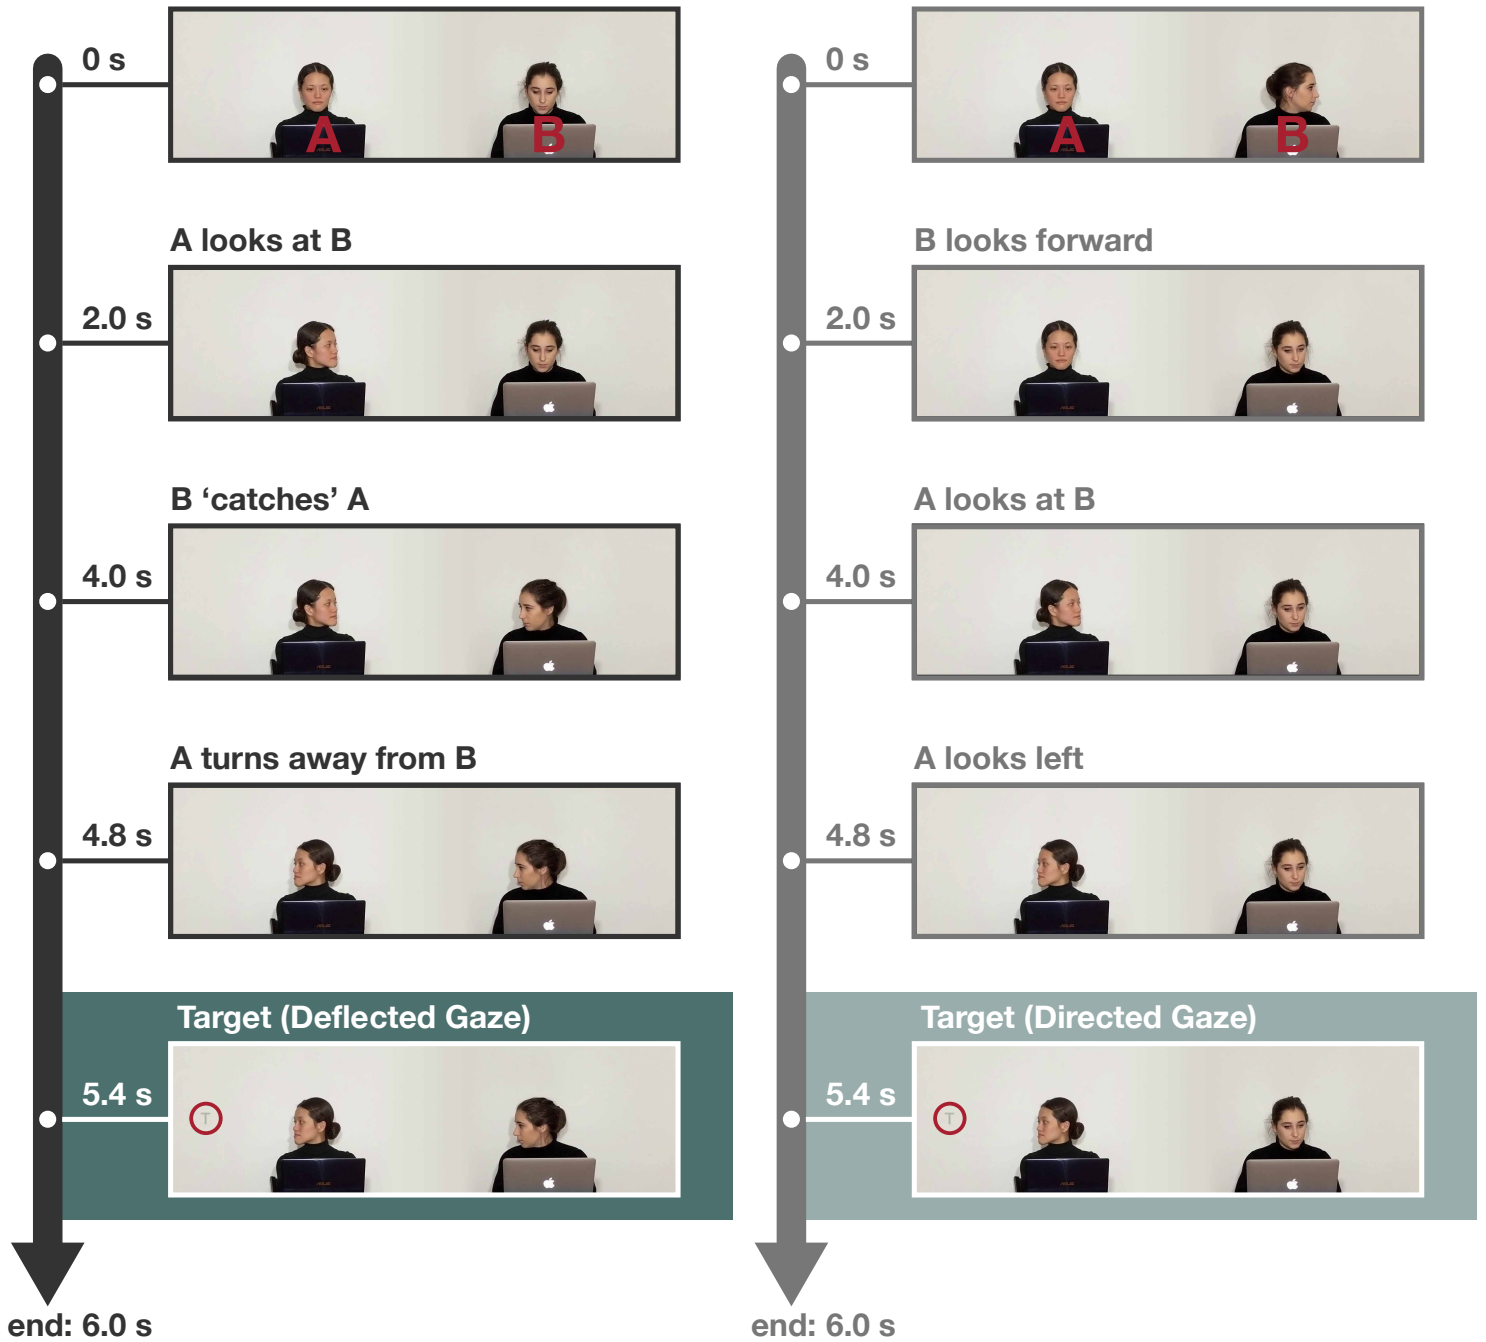 0 s
A
B
A looks at B
2.0 s
B ‘catches’ A
4.0 s
A turns away from B
4.8 s
Target (Deflected Gaze)
5.4 s
T
end: 6.0 s
0 s
A
B
B looks forward
2.0 s
A looks at B
4.0 s
A looks left
4.8 s
Target (Directed Gaze)
5.4 s
T
end: 6.0 s